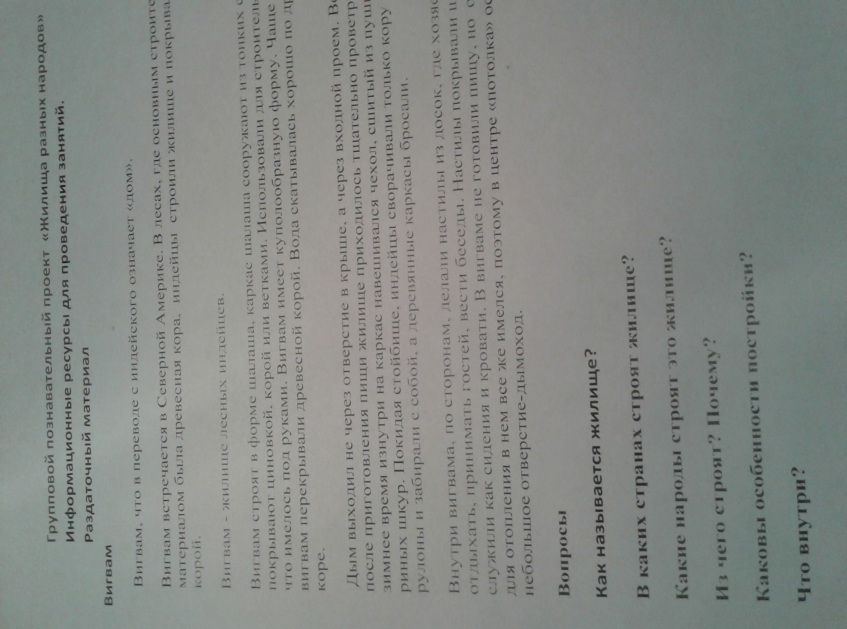 Групповой познавательный проект «Жилища разных народов»
Информационные ресурсы для проведения занятий.
Раздаточный материал
Вигвам
Вигвам, что в переводе с индейского означает «дом».
Вигвам встречается в Северной Америке. В лесах, где основным
материалом была древесная кора, индейцы строили жилище и
корой.
Вигвам – жилище лесных индейцев.
Вигвам строят в форме шалаша, каркас шалаша сооружают из тонких
покрывают циновкой, корой или ветками. Использовали для
что имелось под руками. Вигвам имеет куполообразную форму. Чаще
вигвам перекрывали древесной корой. Вода скатывалась хорошо по
коре.
Дым выходил не через отверстие в крыше, а через входной проем.
после приготовления пищи жилище приходилось тщательно
зимнее время изнутри на каркас навешивался чехол, сшитый из
риных шкур. Покидая стойбище, индейцы сворачивали только кору
рулоны и забирали с собой, а деревянные каркасы бросали.
Внутри вигвама, по сторонам, делали настилы из досок, где
отдыхать, принимать гостей, вести беседы. Настилы покрывали
служили как сидения и кровати. В вигваме не готовили пищу, но
для отопления в нем все же имелся, поэтому в центре «потолка»
небольшое отверстие-дымоход.
Вопросы
Как называется жилище?
В каких странах строят жилище?
Какие народы строят это жилище?
Из чего строят? Почему?
Каковы особенности постройки?
Что внутри?